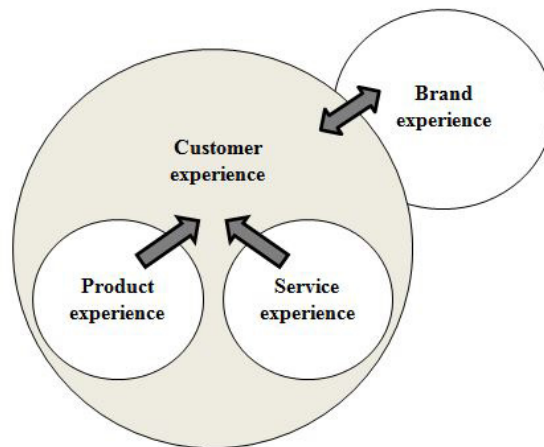 Brand
experience
Customer
experience
Product
experience
Service
experience